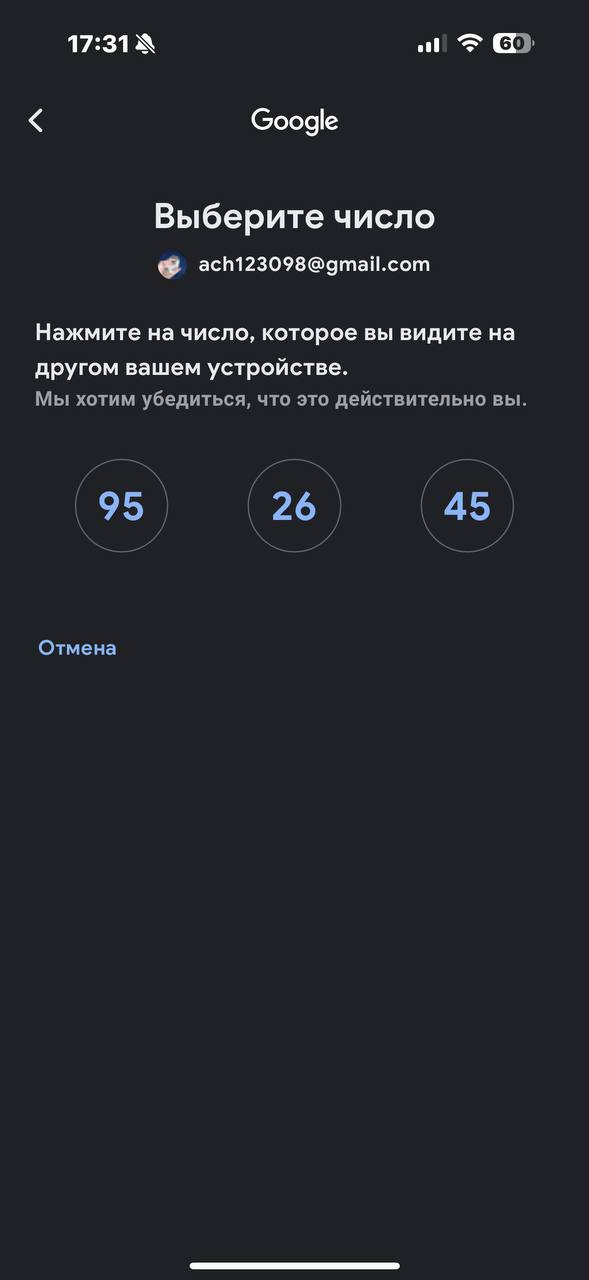 17:31
60
Google
Выберите число
ach123098@gmail.com
Нажмите на число, которое вы видите на
другом вашем устройстве.
Мы хотим убедиться, что это действительно вы.
95 26 45
Отмена